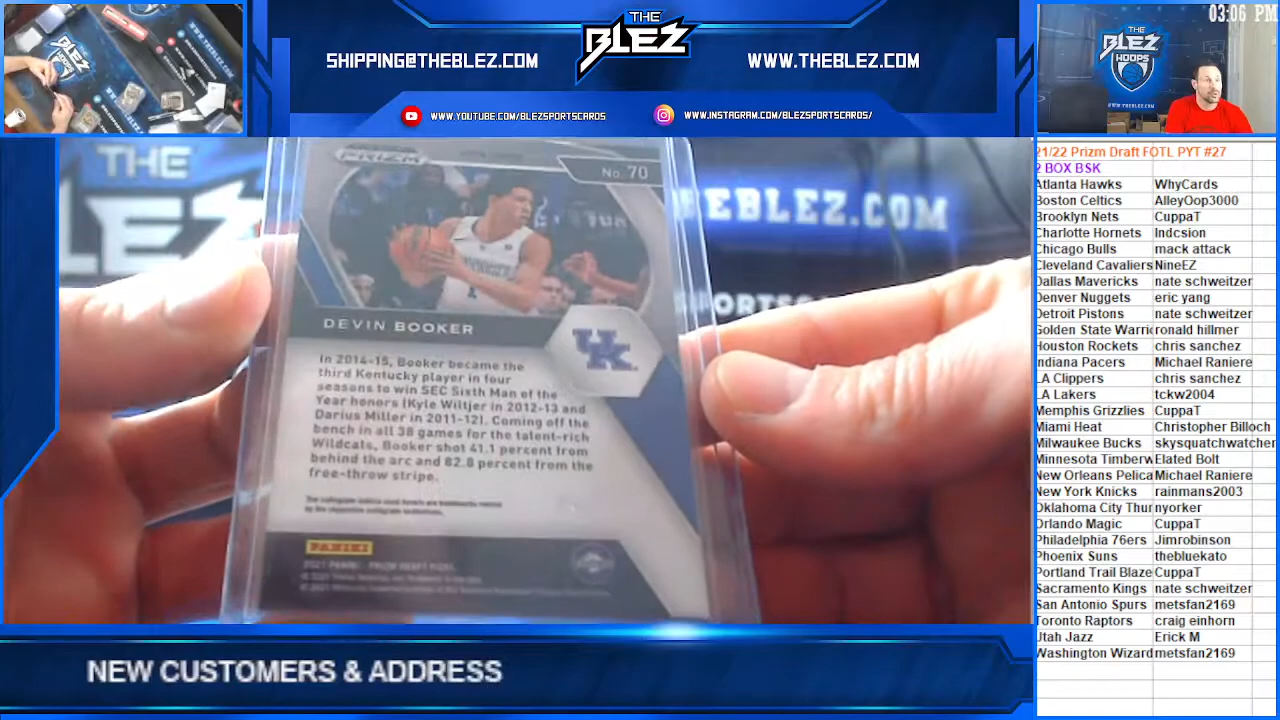 03:06 PM
THE
BLEZ
SHIPPING@THEBLEZ.COM
WWW.THEBLEZ.COM
WWW.YOUTUBE.COM/BLEZSPORTSCARDS
WWW.INSTAGRAM.COM/BLEZSPORTSCARDS/
THE
BLEZ
HOOPS
WWW.THEBLEZ.COM
THE
PRIZM
No. 70
EBLEZ.COM
DEVIN BOOKER
UK
In 2014-15, Booker became the
third Kentucky player in four
seasons to win SEC Sixth Man of the
Year honors (Kyle Wiltjer in 2012-13 and
Darius Miller in 2011-12). Coming off the
bench in all 38 games for the talent-rich
Wildcats, Booker shot 41.1 percent from
behind the arc and 82.8 percent from the
free-throw stripe.
PANINI
21/22 Prizm Draft FOTL PYT #27
2 BOX BSK
Atlanta Hawks WhyCards
Boston Celtics AlleyOop3000
Brooklyn Nets CuppaT
Charlotte Hornets Indcsion
Chicago Bulls mack attack
Cleveland Cavaliers NineEZ
Dallas Mavericks nate schweitzer
Denver Nuggets eric yang
Detroit Pistons nate schweitzer
Golden State Warric ronald hillmer
Houston Rockets chris sanchez
Indiana Pacers Michael Raniere
LA Clippers chris sanchez
LA Lakers tckw2004
Memphis Grizzlies CuppaT
Miami Heat Christopher Billoch
Milwaukee Bucks skysquatchwatcher
Minnesota Timberw Elated Bolt
New Orleans Pelica Michael Raniere
New York Knicks rainmans2003
Oklahoma City Thun nyorker
Orlando Magic CuppaT
Philadelphia 76ers Jimrobinson
Phoenix Suns thebluekato
Portland Trail Blaze CuppaT
Sacramento Kings nate schweitzer
San Antonio Spurs metsfan2169
Toronto Raptors craig einhorn
Utah Jazz Erick M
Washington Wizard metsfan2169
NEW CUSTOMERS & ADDRESS